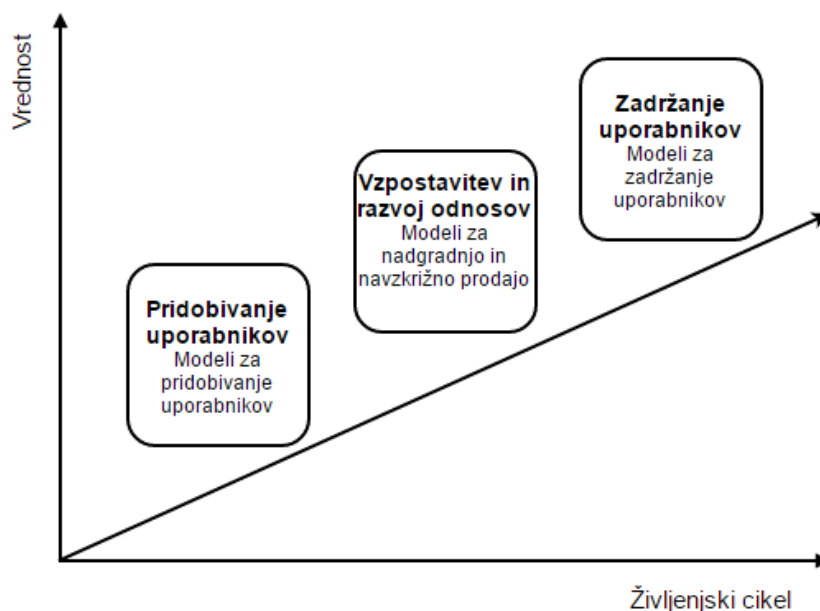 Vrednost
Zadržanje
uporabnikov
Modeli za
zadržanje
uporabnikov
Vzpostavitev in
razvoj odnosov
Modeli za
nadgradnjo in
navzkrižno prodajo
Pridobivanje
uporabnikov
Modeli za
pridobivanje
uporabnikov
Življenjski cikel